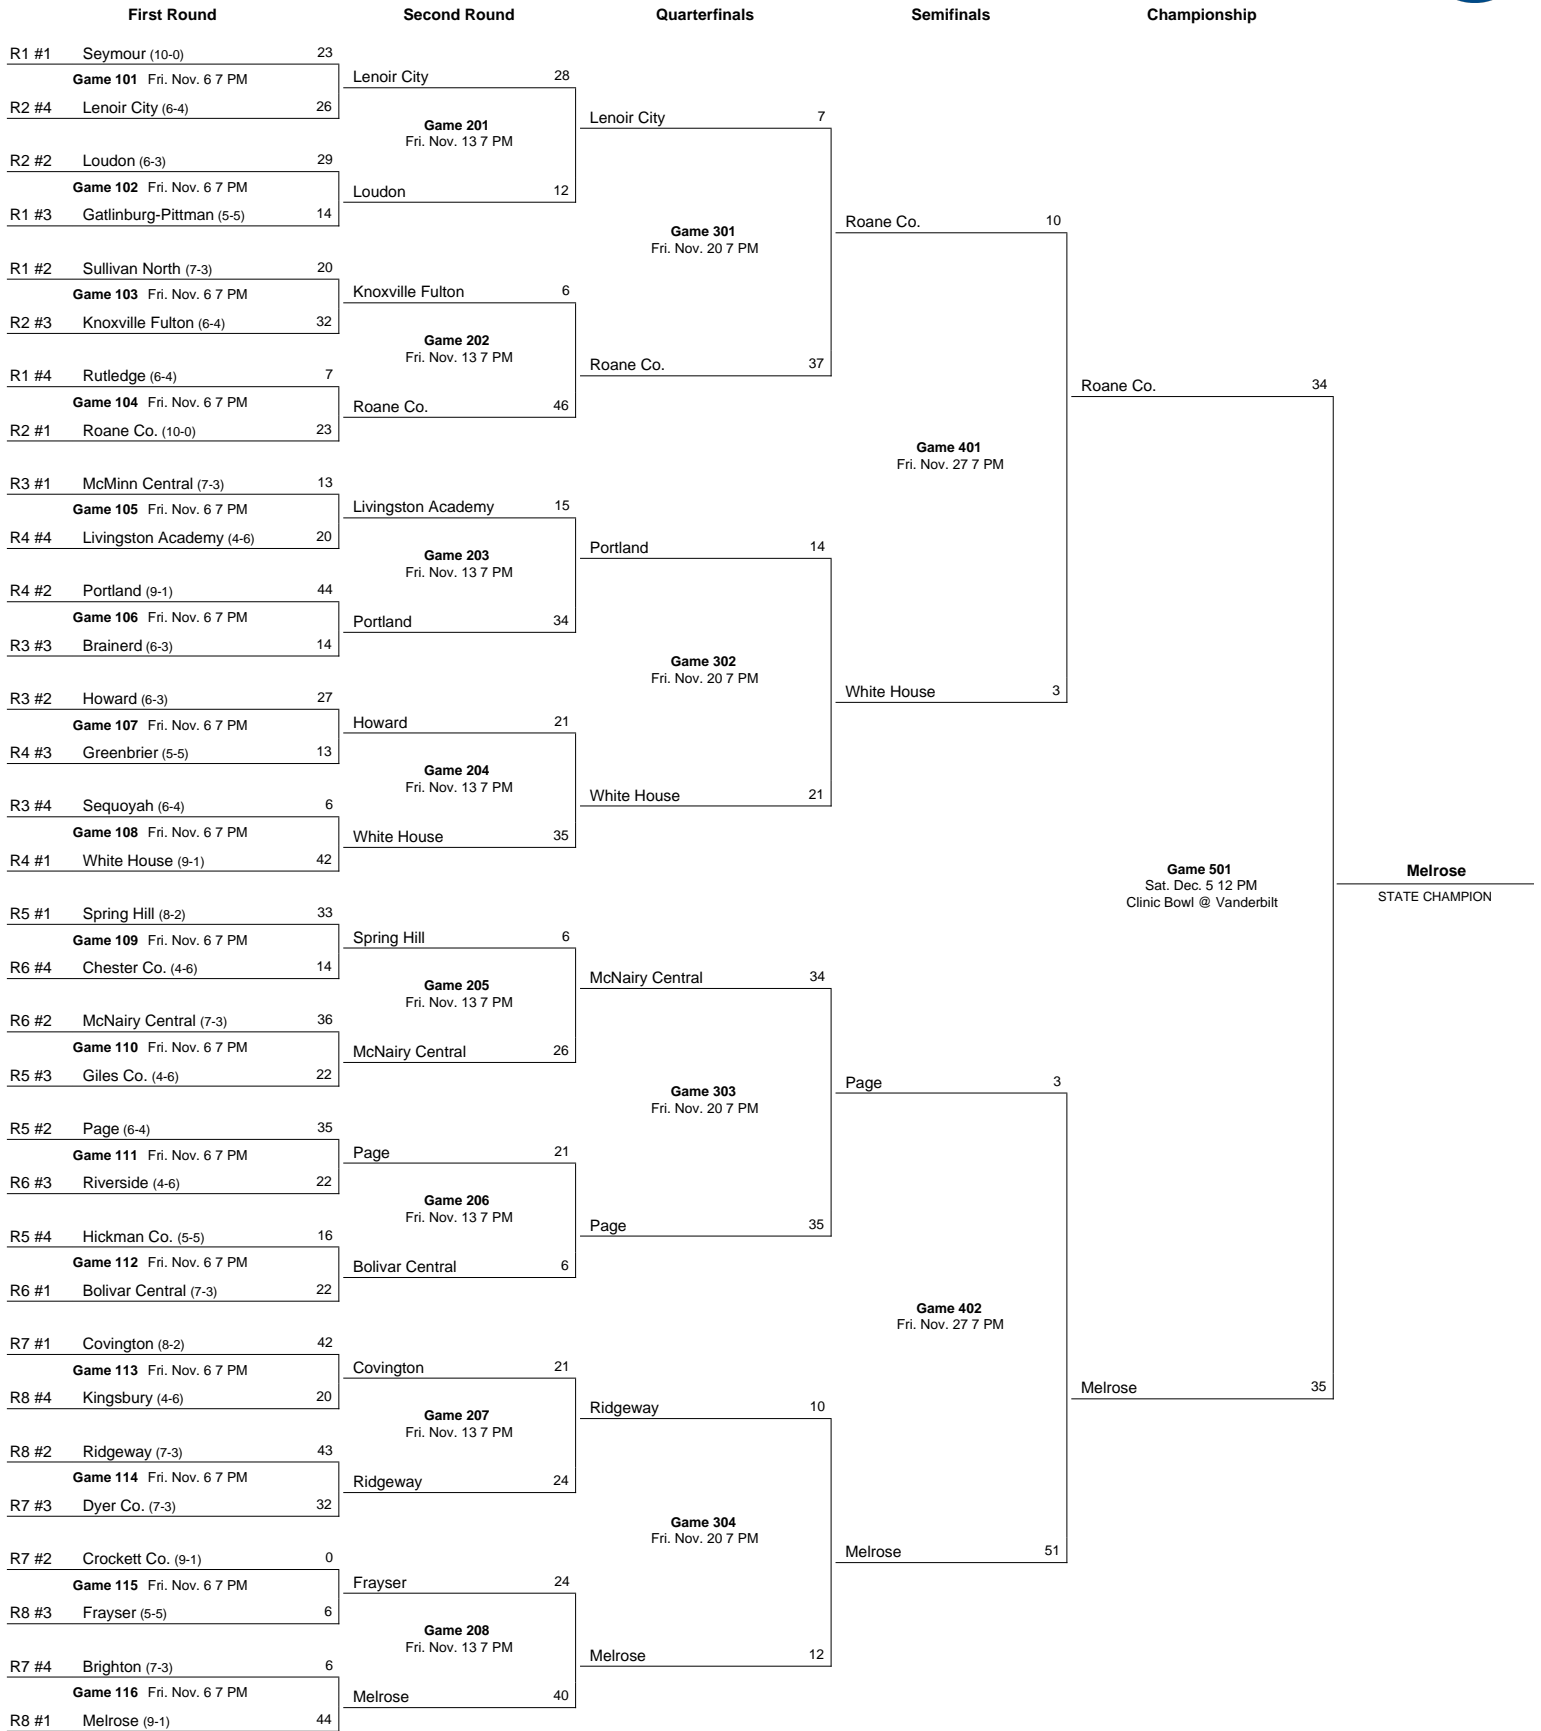 First Round Second Round Quarterfinals Semifinals Championship
R1 #1 Seymour (10-0) 23
Game 101 Fri. Nov. 6 7 PM
R2 #4 Lenoir City (6-4) 26
R2 #2 Loudon (6-3) 29
Game 102 Fri. Nov. 6 7 PM
R1 #3 Gatlinburg-Pittman (5-5) 14
R1 #2 Sullivan North (7-3) 20
Game 103 Fri. Nov. 6 7 PM
R2 #3 Knoxville Fulton (6-4) 32
R1 #4 Rutledge (6-4) 7
Game 104 Fri. Nov. 6 7 PM
R2 #1 Roane Co. (10-0) 23
R3 #1 McMinn Central (7-3) 13
Game 105 Fri. Nov. 6 7 PM
R4 #4 Livingston Academy (4-6) 20
R4 #2 Portland (9-1) 44
Game 106 Fri. Nov. 6 7 PM
R3 #3 Brainerd (6-3) 14
R3 #2 Howard (6-3) 27
Game 107 Fri. Nov. 6 7 PM
R4 #3 Greenbrier (5-5) 13
R3 #4 Sequoyah (6-4) 6
Game 108 Fri. Nov. 6 7 PM
R4 #1 White House (9-1) 42
R5 #1 Spring Hill (8-2) 33
Game 109 Fri. Nov. 6 7 PM
R6 #4 Chester Co. (4-6) 14
R6 #2 McNairy Central (7-3) 36
Game 110 Fri. Nov. 6 7 PM
R5 #3 Giles Co. (4-6) 22
R5 #2 Page (6-4) 35
Game 111 Fri. Nov. 6 7 PM
R6 #3 Riverside (4-6) 22
R5 #4 Hickman Co. (5-5) 16
Game 112 Fri. Nov. 6 7 PM
R6 #1 Bolivar Central (7-3) 22
R7 #1 Covington (8-2) 42
Game 113 Fri. Nov. 6 7 PM
R8 #4 Kingsbury (4-6) 20
R8 #2 Ridgeway (7-3) 43
Game 114 Fri. Nov. 6 7 PM
R7 #3 Dyer Co. (7-3) 32
R7 #2 Crockett Co. (9-1) 0
Game 115 Fri. Nov. 6 7 PM
R8 #3 Frayser (5-5) 6
R7 #4 Brighton (7-3) 6
Game 116 Fri. Nov. 6 7 PM
R8 #1 Melrose (9-1) 44
Lenoir City 28
Game 201
Fri. Nov. 13 7 PM
Loudon 12
Knoxville Fulton 6
Game 202
Fri. Nov. 13 7 PM
Roane Co. 46
Livingston Academy 15
Game 203
Fri. Nov. 13 7 PM
Portland 34
Howard 21
Game 204
Fri. Nov. 13 7 PM
White House 35
Spring Hill 6
Game 205
Fri. Nov. 13 7 PM
McNairy Central 26
Page 21
Game 206
Fri. Nov. 13 7 PM
Bolivar Central 6
Covington 21
Game 207
Fri. Nov. 13 7 PM
Ridgeway 24
Frayser 24
Game 208
Fri. Nov. 13 7 PM
Melrose 40
Lenoir City 7
Game 301
Fri. Nov. 20 7 PM
Roane Co. 37
Portland 14
Game 302
Fri. Nov. 20 7 PM
White House 21
McNairy Central 34
Game 303
Fri. Nov. 20 7 PM
Page 35
Ridgeway 10
Game 304
Fri. Nov. 20 7 PM
Melrose 12
Roane Co. 10
Game 401
Fri. Nov. 27 7 PM
White House 3
Page 3
Game 402
Fri. Nov. 27 7 PM
Melrose 51
Roane Co. 34
Game 501
Sat. Dec. 5 12 PM
Clinic Bowl @ Vanderbilt
Melrose 35
Melrose
STATE CHAMPION